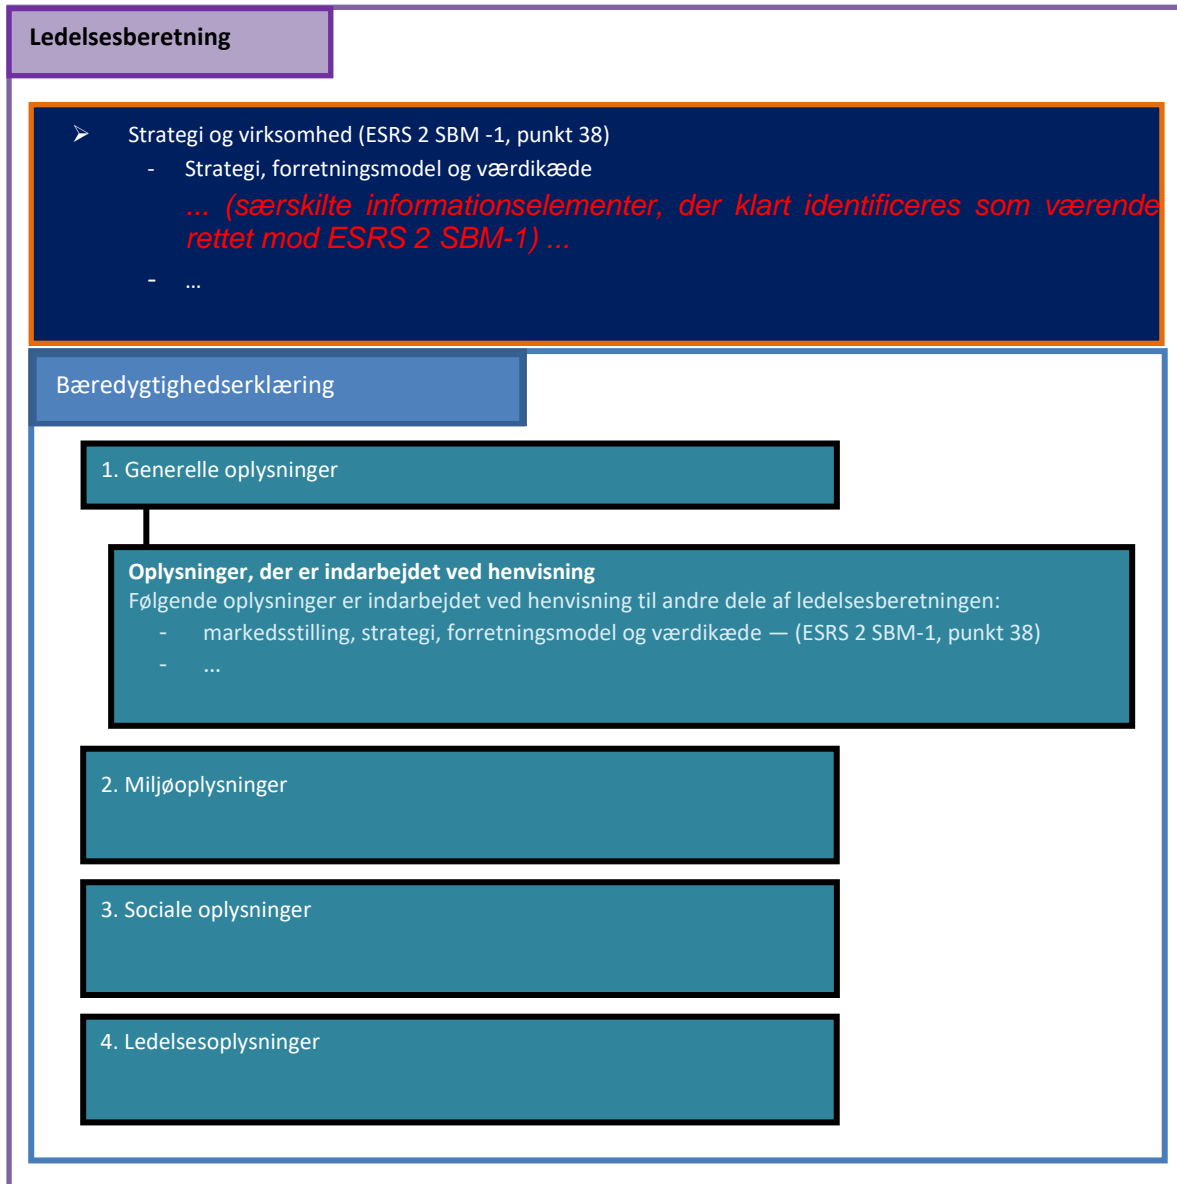 Ledelsesberetning
➢ Strategi og virksomhed (ESRS 2 SBM -1, punkt 38)
- Strategi, forretningsmodel og værdikæde
... (særskilte informationselementer, der klart identificeres som værende
rettet mod ESRS 2 SBM-1) ...
- ...
Bæredygtighedserklæring
1. Generelle oplysninger
Oplysninger, der er indarbejdet ved henvisning
Følgende oplysninger er indarbejdet ved henvisning til andre dele af ledelsesberetningen:
- markedsstilling, strategi, forretningsmodel og værdikæde — (ESRS 2 SBM-1, punkt 38)
- ...
2. Miljøoplysninger
3. Sociale oplysninger
4. Ledelsesoplysninger